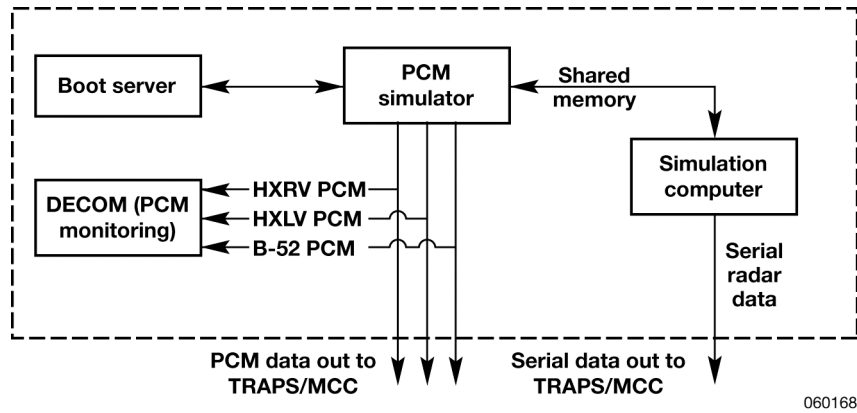 Boot server
PCM
simulator
Shared
memory
Simulation
computer
DECOM (PCM
monitoring)
HXRV PCM
HXLV PCM
B-52 PCM
Serial
radar
data
PCM data out to
TRAPS/MCC
Serial data out to
TRAPS/MCC
060168